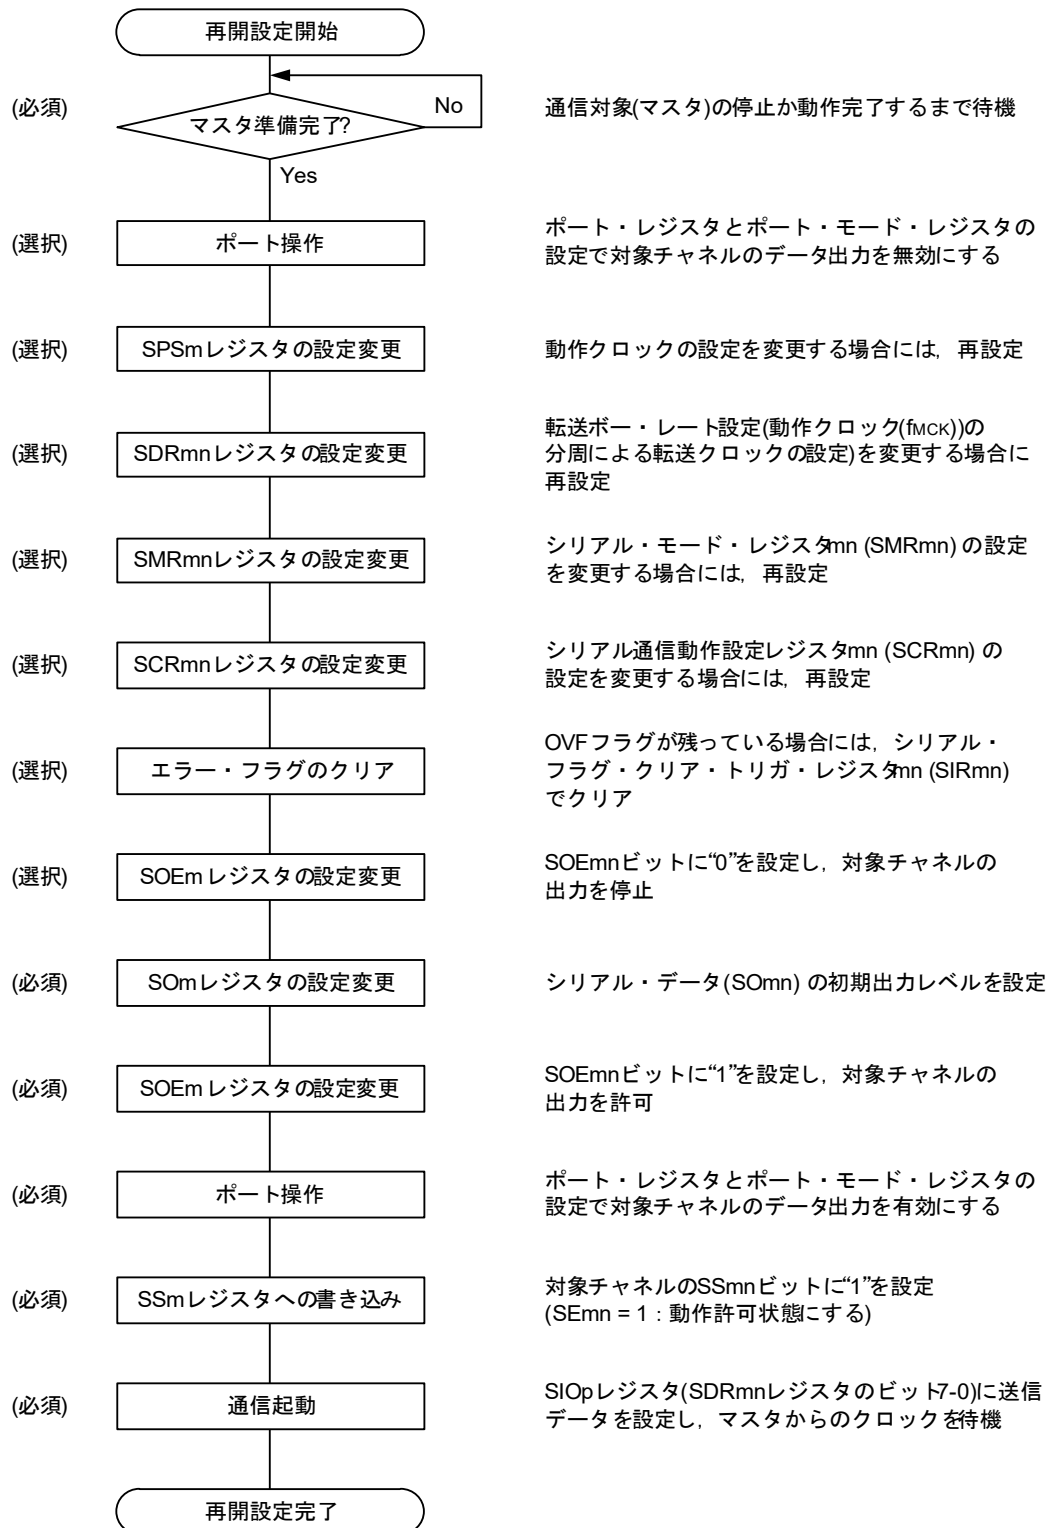 再開設定開始
(必須)
マスタ準備完了?
No
通信対象(マスタ)の停止か動作完了するまで待機
Yes
(選択)
ポート操作
ポート・レジスタとポート・モード・レジスタの
設定で対象チャネルのデータ出力を無効にする
(選択)
SPSmレジスタの設定変更
動作クロックの設定を変更する場合には，再設定
(選択)
SDRmnレジスタの設定変更
転送ボー・レート設定(動作クロック(fMCK))の
分周による転送クロックの設定)を変更する場合に
再設定
(選択)
SMRmnレジスタの設定変更
シリアル・モード・レジスタmn (SMRmn) の設定
を変更する場合には，再設定
(選択)
SCRmnレジスタの設定変更
シリアル通信動作設定レジスタmn (SCRmn) の
設定を変更する場合には，再設定
(選択)
エラー・フラグのクリア
OVFフラグが残っている場合には，シリアル・
フラグ・クリア・トリガ・レジスタmn (SIRmn)
でクリア
(選択)
SOEmレジスタの設定変更
SOEmnビットに“0”を設定し，対象チャネルの
出力を停止
(必須)
SOmレジスタの設定変更
シリアル・データ(SOmn) の初期出力レベルを設定
(必須)
SOEmレジスタの設定変更
SOEmnビットに“1”を設定し，対象チャネルの
出力を許可
(必須)
ポート操作
ポート・レジスタとポート・モード・レジスタの
設定で対象チャネルのデータ出力を有効にする
(必須)
SSmレジスタへの書き込み
対象チャネルのSSmnビットに“1”を設定
(SEmn = 1：動作許可状態にする)
(必須)
通信起動
SIOpレジスタ(SDRmnレジスタのビット7-0)に送信
データを設定し，マスタからのクロックを待機
再開設定完了